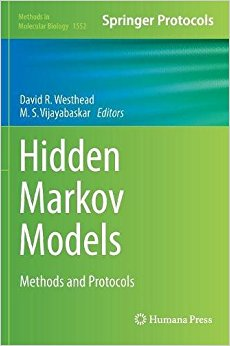 Methods in
Molecular Biology 1552
Springer Protocols
David R. Westhead
M. S. Vijayabaskar Editors
Hidden
Markov
Models
Methods and Protocols
Humana Press